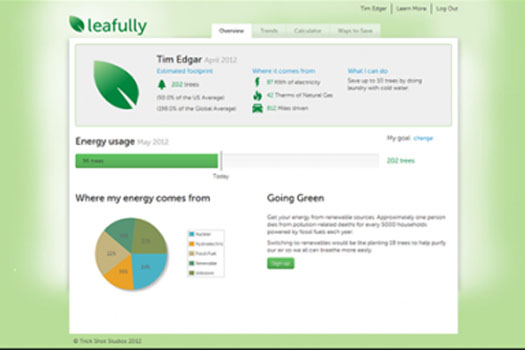 leafully
Tim Edgar Learn More Log Out
Overview Trends Calculator Ways to Save
Tim Edgar April 2012
Estimated footprint
202 trees
(50.0% of the US Average)
of the Global Average)
Where it comes from
KWh of electricity
42 Therms of Natural Gas
812 Miles driven
What I can do
Save up to 10 trees by doing
laundry with cold water.
Energy usage May 2012
My goal: change
trees
202 trees
Today
Where my energy comes from
Nuclear
Hydroelectric
Fossil Fuel
Renewable
Unknown
Going Green
Get your energy from renewable sources. Approximately one person
dies from pollution-related deaths for every 5000 households
powered by fossil fuels each year.
Switching to renewables would be like planting 18 trees to help purify
our air so we all can breathe more easily.
Sign up
© Trick Shot Studios 2012